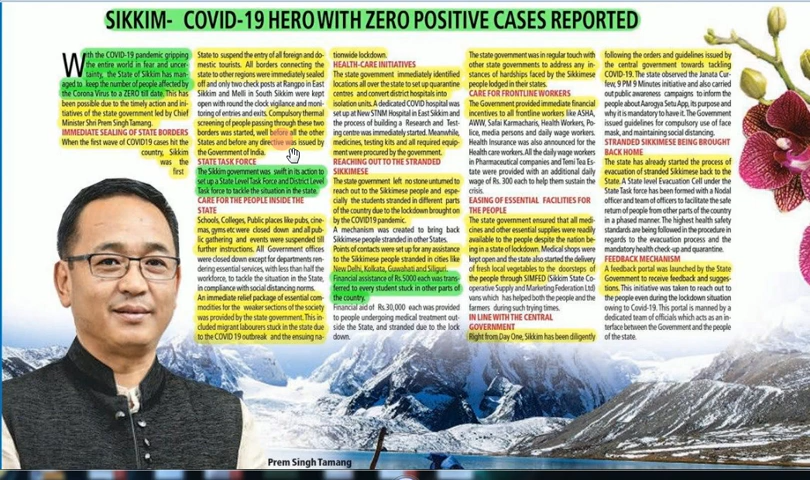 SIKKIM- COVID-19 HERO WITH ZERO POSITIVE CASES REPORTED
With the COVID-19 pandemic gripping
the entire world in fear and uncer-
tainty, the State of Sikkim has man-
aged to keep the number of people affected by
the Corona Virus to a ZERO till date. This has
been possible due to the timely action and ini-
tiatives of the state government led by Chief
Minister Shri Prem Singh Tamang.
IMMEDIATE SEALING OF STATE BORDERS
When the first wave of COVID19 cases hit the
country, Sikkim
was the
first
State to suspend the entry of all foreign and do-
mestic tourists. All borders connecting the
state to other regions were immediately sealed
off and only two check posts at Rangpo in East
Sikkim and Melli in South Sikkim were kept
open with round the clock vigilance and moni-
toring of entries and exits. Compulsory thermal
screening of people passing through these two
borders was started, well before all the other
States and before any directive was issued by
the Government of India.
STATE TASK FORCE
The Sikkim government was swift in its action to
set up a State Level Task Force and District Level
Task force to tackle the situation in the state.
CARE FOR THE PEOPLE INSIDE THE
STATE
Schools, Colleges, Public places like pubs, cine-
mas, gyms etc were closed down and all pub-
lic gathering and events were suspended till
further instructions. All Government offices
were closed down except for departments ren-
dering essential services, with less than half the
workforce, to tackle the situation in the State,
in compliance with social distancing norms.
An immediate relief package of essential com-
modities for the weaker sections of the society
was provided by the state government. This in-
cluded migrant labourers stuck in the state due
to the COVID 19 outbreak and the ensuing na-
tionwide lockdown.
HEALTH-CARE INITIATIVES
The state government immediately identified
locations all over the state to set up quarantine
centres and convert district hospitals into
isolation units. A dedicated COVID hospital was
set up at New STNM Hospital in East Sikkim and
the process of building a Research and Test-
ing centre was immediately started. Meanwhile,
medicines, testing kits and all required equip-
ment were procured by the government.
REACHING OUT TO THE STRANDED
SIKKIMESE
The state government left no stone unturned to
reach out to the Sikkimese people and espe-
cially the students stranded in different parts
of the country due to the lockdown brought on
by the COVID19 pandemic.
A mechanism was created to bring back
Sikkimese people stranded in other States.
Points of contacts were set up for any assistance
to the Sikkimese people stranded in cities like
New Delhi, Kolkata, Guwahati and Siliguri.
Financial assistance of Rs.5000 each was trans-
ferred to every student stuck in other parts of
the country.
Financial aid of Rs.30,000 each was provided
to people undergoing medical treatment out-
side the State, and stranded due to the lock
down.
The state government was in regular touch with
other state governments to address any in-
stances of hardships faced by the Sikkimese
people lodged in their states.
CARE FOR FRONTLINE WORKERS
The Government provided immediate financial
incentives to all frontline workers like ASHA,
AWW, Safai Karmacharis, Health Workers, Po-
lice, media persons and daily wage workers.
Health Insurance was also announced for the
Health care workers. All the daily wage workers
in Pharmaceutical companies and Temi Tea Es-
tate were provided with an additional daily
wage of Rs. 300 each to help them sustain the
crisis.
EASING OF ESSENTIAL FACILITIES FOR
THE PEOPLE
The state government ensured that all medi-
cines and other essential supplies were readily
available to the people despite the nation be-
ing in a state of lockdown. Medical shops were
kept open and the state also started the delivery
of fresh local vegetables to the doorsteps of
the people through SIMFED (Sikkim State Co-
operative Supply and Marketing Federation Ltd)
vans which has helped both the people and the
farmers during such trying times.
IN LINE WITH THE CENTRAL
GOVERNMENT
Right from Day One, Sikkim has been diligently
following the orders and guidelines issued by
the central government towards tackling
COVID-19. The state observed the Janata Cur-
few, 9 PM 9 Minutes initiative and also carried
out public awareness campaigns to inform the
people about Aarogya Setu App, its purpose and
why it is mandatory to have it. The Government
issued guidelines for compulsory use of face
mask, and maintaining social distancing.
STRANDED SIKKIMESE BEING BROUGHT
BACK HOME
The state has already started the process of
evacuation of stranded Sikkimese back to the
State. A State level Evacuation Cell under the
State Task force has been formed with a Nodal
officer and team of officers to facilitate the safe
return of people from other parts of the country
in a phased manner. The highest health safety
standards are being followed in the procedure in
regards to the evacuation process and the
mandatory health check-up and quarantine.
FEEDBACK MECHANISM
A feedback portal was launched by the State
Government to receive feedback and sugges-
tions. This initiative was taken to reach out to
the people even during the lockdown situation
owing to Covid-19. This portal is manned by a
dedicated team of officials which acts as an in-
terface between the Government and the people
of the state.
Prem Singh Tamang